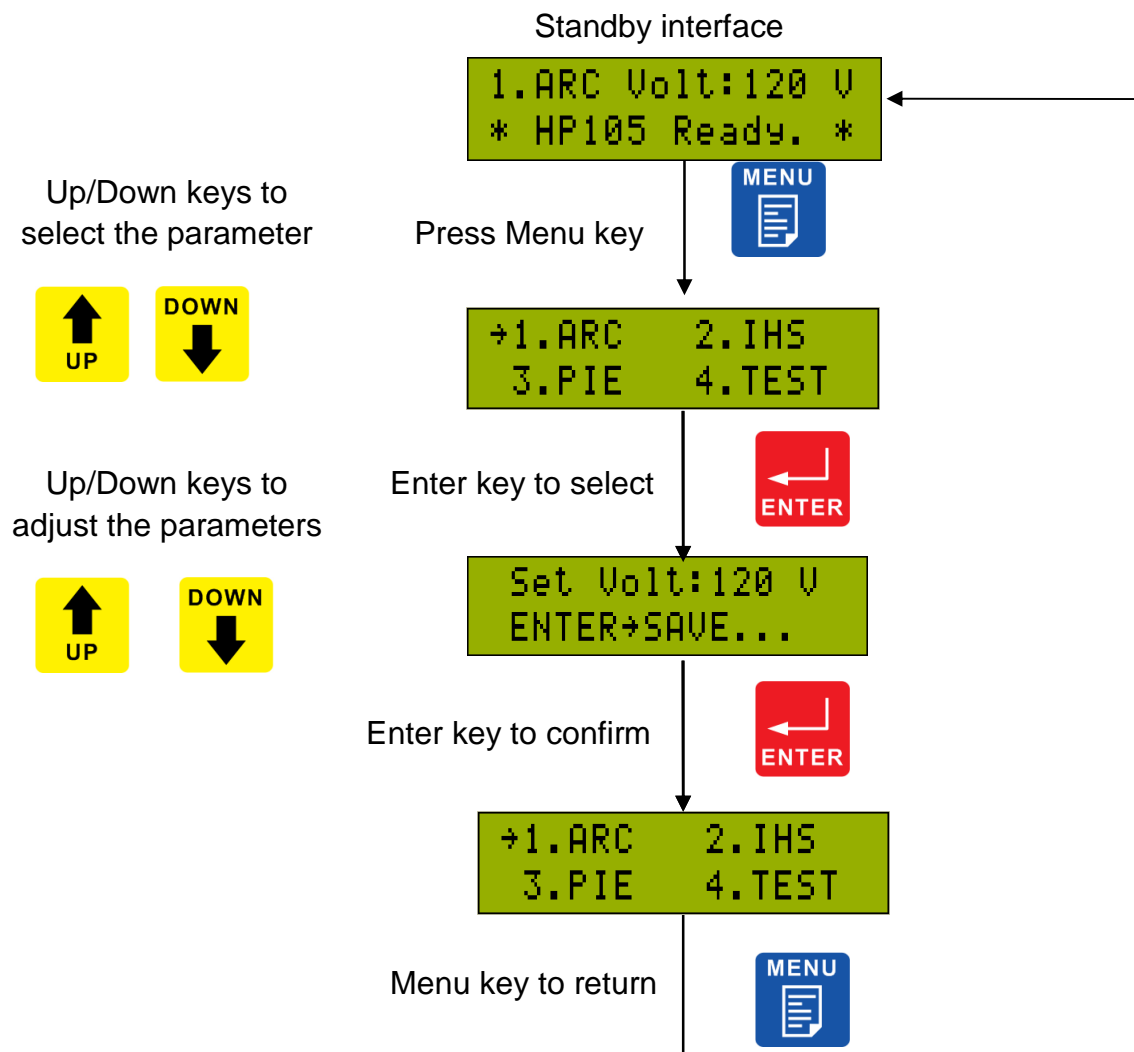 Standby interface
1.ARC Volt:120 V
* HP105 Ready. *
Up/Down keys to
select the parameter
MENU
Press Menu key
UP
DOWN
→1.ARC 2.IHS
3.PIE 4.TEST
Up/Down keys to
adjust the parameters
Enter key to select
ENTER
UP
DOWN
Set Volt:120 V
ENTER→SAVE...
Enter key to confirm
ENTER
→1.ARC 2.IHS
3.PIE 4.TEST
Menu key to return
MENU